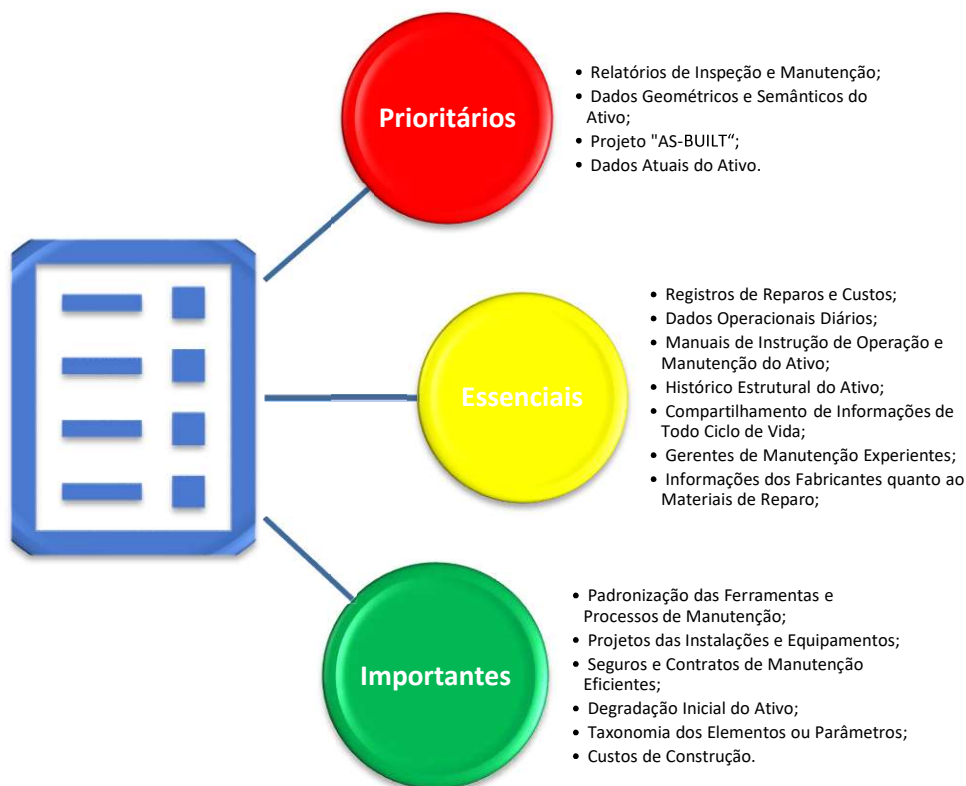 Prioritários
• Relatórios de Inspeção e Manutenção;
• Dados Geométricos e Semânticos do
Ativo;
• Projeto "AS-BUILT“;
• Dados Atuais do Ativo.
Essenciais
• Registros de Reparos e Custos;
• Dados Operacionais Diários;
• Manuais de Instrução de Operação e
Manutenção do Ativo;
• Histórico Estrutural do Ativo;
• Compartilhamento de Informações de
Todo Ciclo de Vida;
• Gerentes de Manutenção Experientes;
• Informações dos Fabricantes quanto ao
Materiais de Reparo;
Importantes
• Padronização das Ferramentas e
Processos de Manutenção;
• Projetos das Instalações e Equipamentos;
• Seguros e Contratos de Manutenção
Eficientes;
• Degradação Inicial do Ativo;
• Taxonomia dos Elementos ou Parâmetros;
• Custos de Construção.